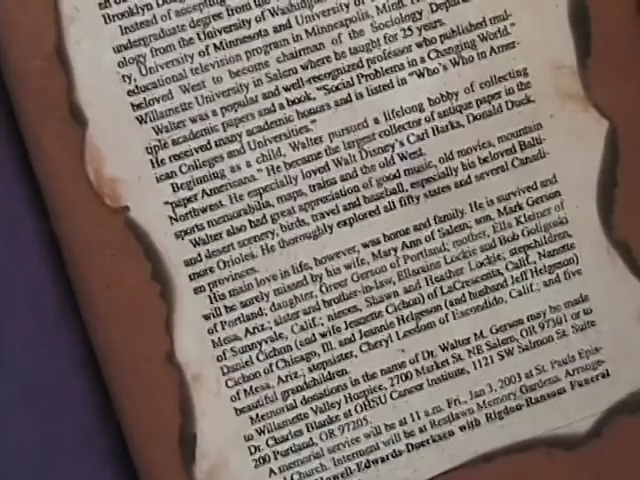 Brooklyn
Instead of accepting
undergraduate degree from the
ology from the University of Washington
ty, University of Minnesota and University of
educational television program in Minneapolis, Minn.
beloved West to become chairman of the Sociology
Willamette University in Salem where he taught for 25 years.
Walter was a popular and well-recognized professor who published mul-
tiple academic papers and a book, "Social Problems in a Changing World."
He received many academic honors and is listed in "Who's Who in Amer-
ican Colleges and Universities."
Beginning as a child, Walter pursued a lifelong hobby of collecting
"paper Americana." He became the largest collector of antique paper in the
Northwest. He especially loved Walt Disney's Carl Barks, Donald Duck,
sports memorabilia, maps, trains and the old West.
Walter also had great appreciation of good music, old movies, mountain
and desert scenery, birds, travel and baseball, especially his beloved Balti-
more Orioles. He thoroughly explored all fifty states and several Canadi-
an provinces.
His main love in life, however, was home and family. He is survived and
will be sorely missed by his wife, Mary Ann of Salem; son, Mark Gerson
of Portland; daughter, Greer Gerson of Portland; mother, Ella Kleiner of
Mesa, Ariz.; sister and brother-in-law, Ellaraine Lockie and Bob
of Sunnyvale, Calif.; nieces, Shawn and Heather Lockie; stepchildren,
Daniel Cichon (and wife Jeanette Cichon) of LaCrescenta, Calif., Nanette
Cichon of Chicago, Ill. and Jeannie Helgeson (and husband Jeff Helgeson)
of Mesa, Ariz.; stepsister, Cheryl of Escondido, Calif.; and five
beautiful grandchildren.
Memorial donations in the name of Dr. Walter M. Gerson may be made
to Willamette Valley Hospice, 2700 Market St. NE Salem, OR 97301 or to
Dr. Charles Blanke at OHSU Cancer Institute, 1121 SW Salmon St. Suite
200 Portland, OR 97205.
A memorial service will be at 11 a.m. Fri., Jan 3, 2003 at St. Pauls Epis-
Church. Interment will be at Restlawn Memory Gardens. Arrange-
Howell-Edwards-Doerksen with Rigdon-Ransom Funeral